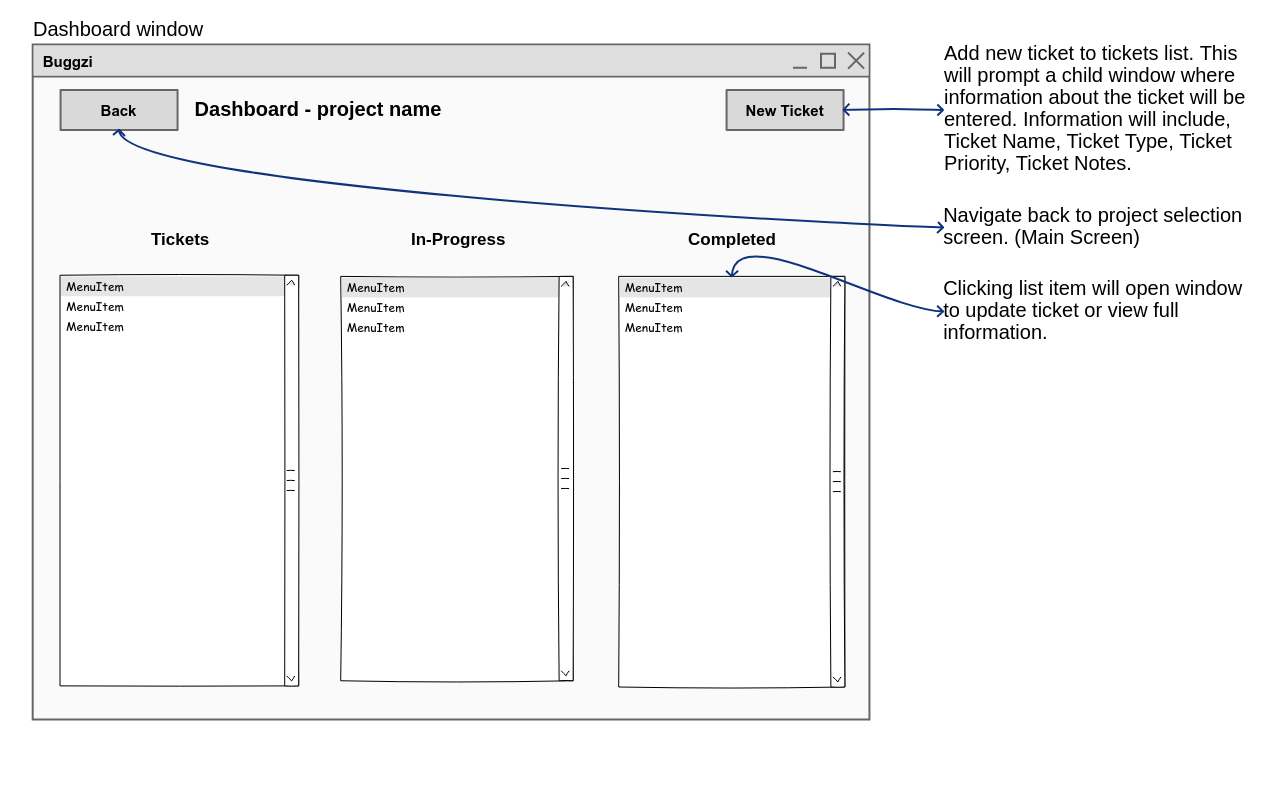 Dashboard window
Buggzi
Back
Dashboard - project name
New Ticket
Add new ticket to tickets list. This
will prompt a child window where
information about the ticket will be
entered. Information will include,
Ticket Name, Ticket Type, Ticket
Priority, Ticket Notes.
Navigate back to project selection
screen. (Main Screen)
Clicking list item will open window
to update ticket or view full
information.
Tickets
MenuItem
MenuItem
MenuItem
In-Progress
MenuItem
MenuItem
MenuItem
Completed
MenuItem
MenuItem
MenuItem